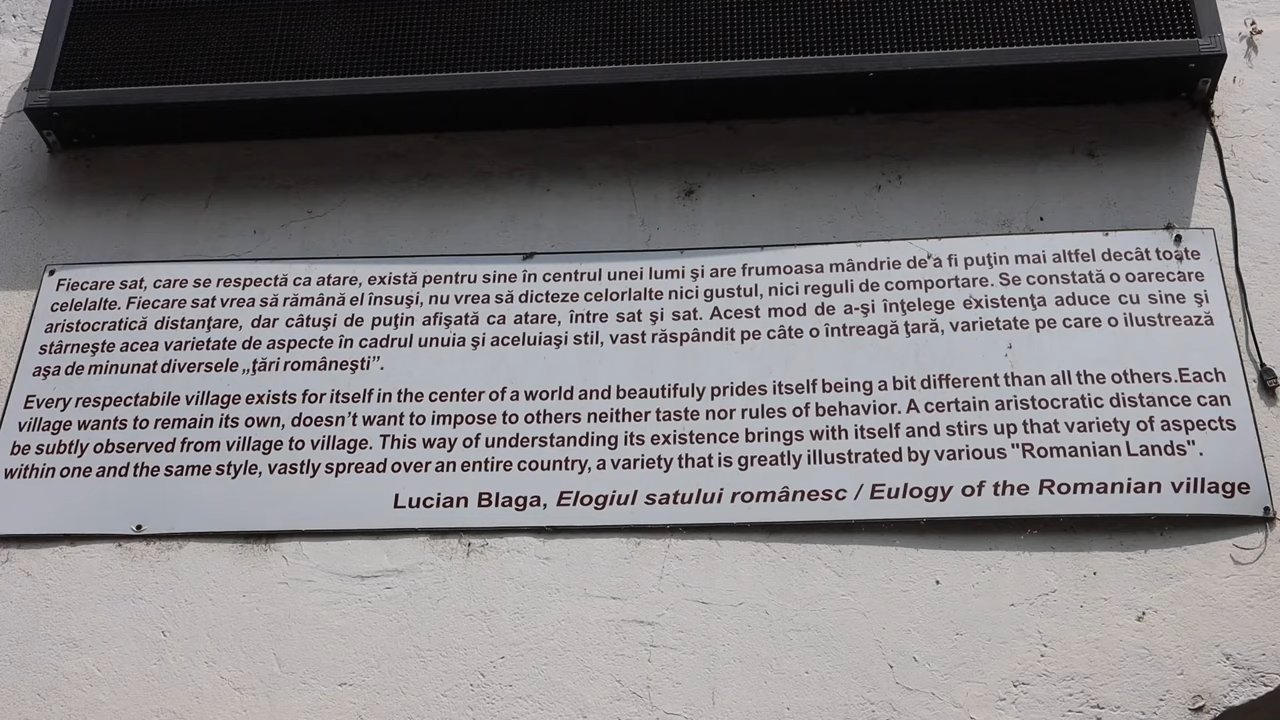 Fiecare sat, care se respectă ca atare, există pentru sine în centrul unei lumi şi are frumoasa mândrie de a fi puţin mai altfel decât toate
celelalte. Fiecare sat vrea să rămână el însuşi, nu vrea să dicteze celorlalte nici gustul, nici reguli de comportare. Se constată o oarecare
aristocratică distanţare, dar câtuşi de puţin afişată ca atare, între sat şi sat. Acest mod de a-şi înţelege existenţa aduce cu sine şi
stârneşte acea varietate de aspecte în cadrul unuia şi aceluiaşi stil, vast răspândit pe câte o întreagă ţară, varietate pe care o ilustrează
aşa de minunat diversele „ţări româneşti”.
Every respectabile village exists for itself in the center of a world and beautifuly prides itself being a bit different than all the others.Each
village wants to remain its own, doesn’t want to impose to others neither taste nor rules of behavior. A certain aristocratic distance can
be subtly observed from village to village. This way of understanding its existence brings with itself and stirs up that variety of aspects
within one and the same style, vastly spread over an entire country, a variety that is greatly illustrated by various "Romanian Lands".
Lucian Blaga, Elogiul satului românesc / Eulogy of the Romanian village